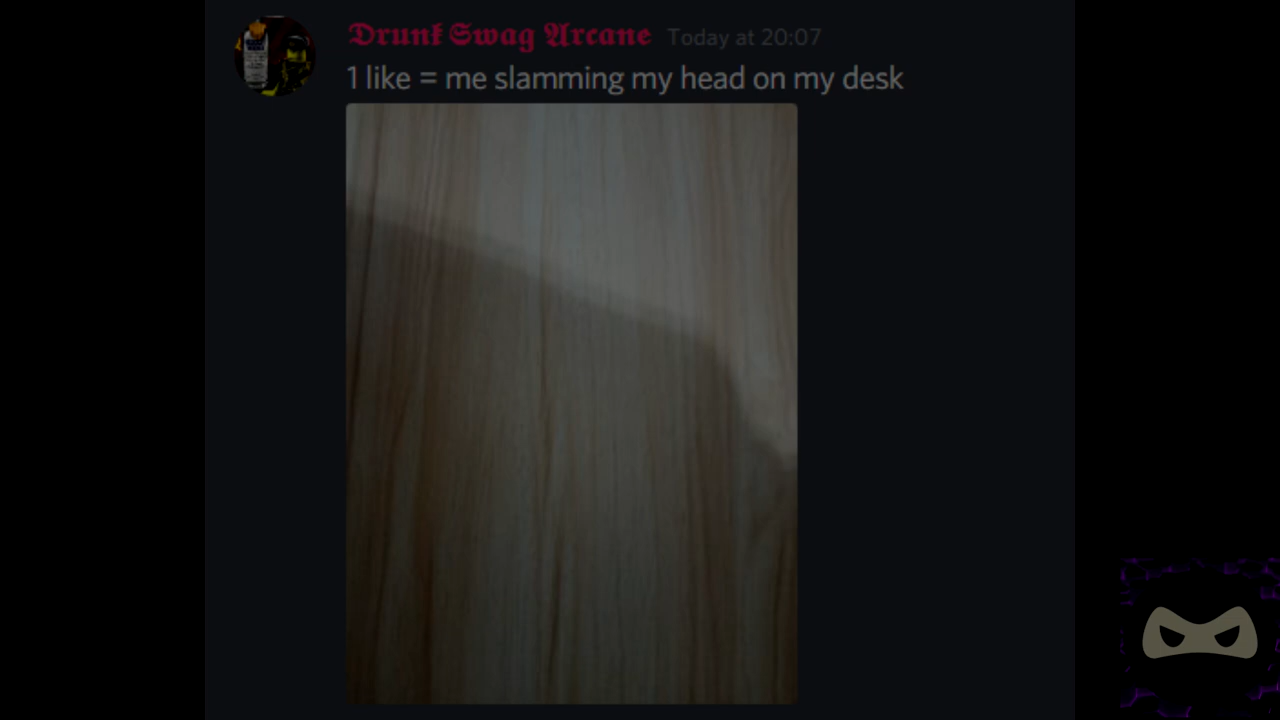 Drunk Swag Arcane Today at 20:07
1 like = me slamming my head on my desk